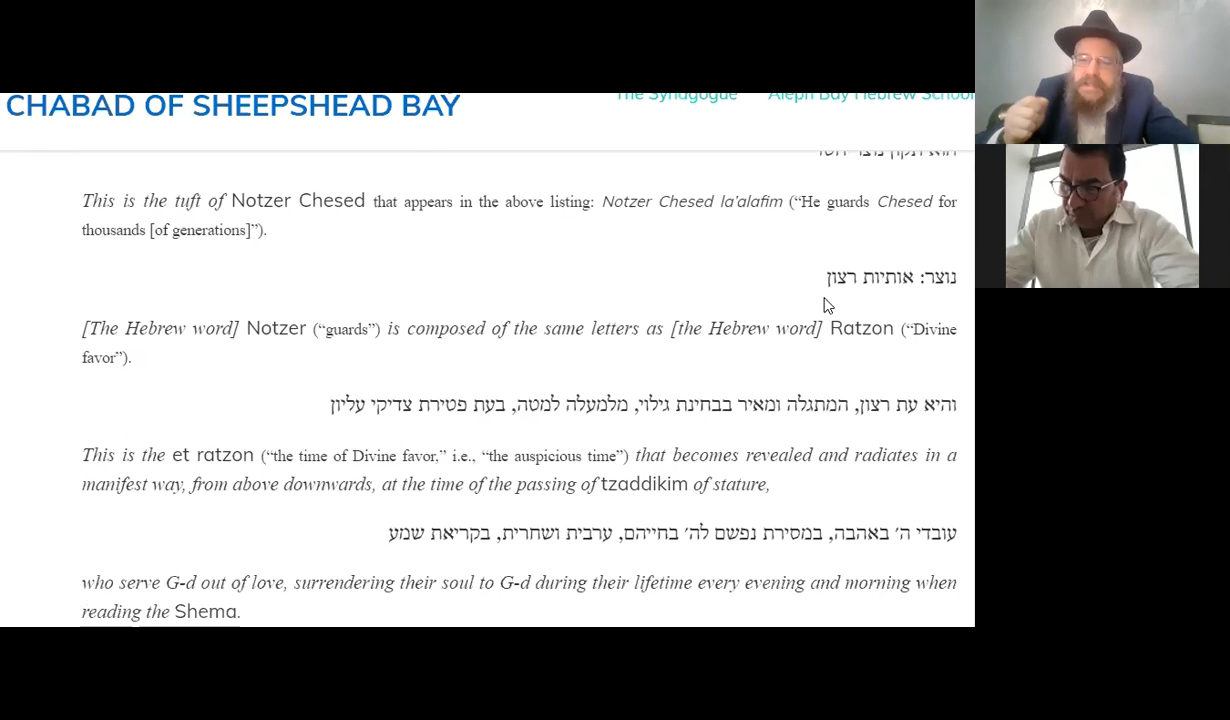 CHABAD OF SHEEPSHEAD BAY
The Synagogue Aleph Bay Hebrew School
הוא תקון נוצר חסד
This is the tuft of Notzer Chesed that appears in the above listing: Notzer Chesed la'alafim (“He guards Chesed for
thousands [of generations]”).
נוצר: אותיות רצון
[The Hebrew word] Notzer (“guards”) is composed of the same letters as [the Hebrew word] Ratzon (“Divine
favor”).
והיא עת רצון, המתגלה ומאיר בבחינת גילוי, מלמעלה למטה, בעת פטירת צדיקי עליון
This is the et ratzon (“the time of Divine favor,” i.e., “the auspicious time”) that becomes revealed and radiates in a
manifest way, from above downwards, at the time of the passing of tzaddikim of stature,
עובדי ה׳ באהבה, במסירת נפשם לה׳ בחייהם, ערבית ושחרית, בקריאת שמע
who serve G-d out of love, surrendering their soul to G-d during their lifetime every evening and morning when
reading the Shema.